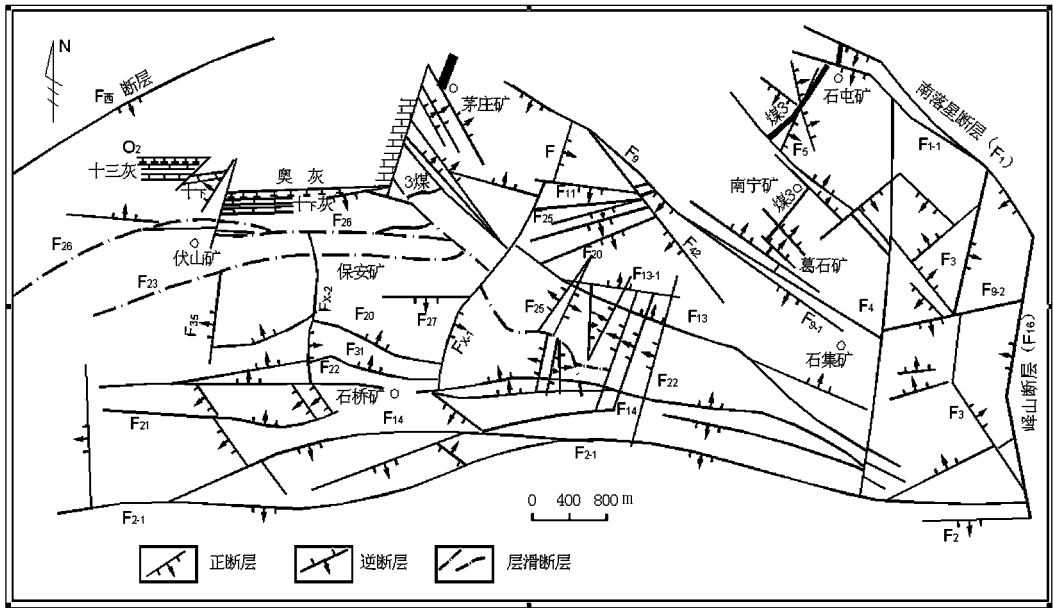 N
F西 断层
O₂
十三灰
十下
奥 灰
十下灰
F26
F26
伏山矿
F23
F35
Fx-2
保安矿
F20
F27
F31
F22
石桥矿
F21
F14
F2-1
3煤
茅庄矿
F
F9
F11
F25
F20
F42
F13-1
F25
F13
Fx-1
F22
F14
F2-1
煤3
石屯矿
F5
南落星断层(F1)
F1-1
南宁矿
煤3
葛石矿
F3
F9-2
F4
F9-1
石集矿
F3
峄山断层(F16)
F2
0 400 800 m
正断层
逆断层
层滑断层